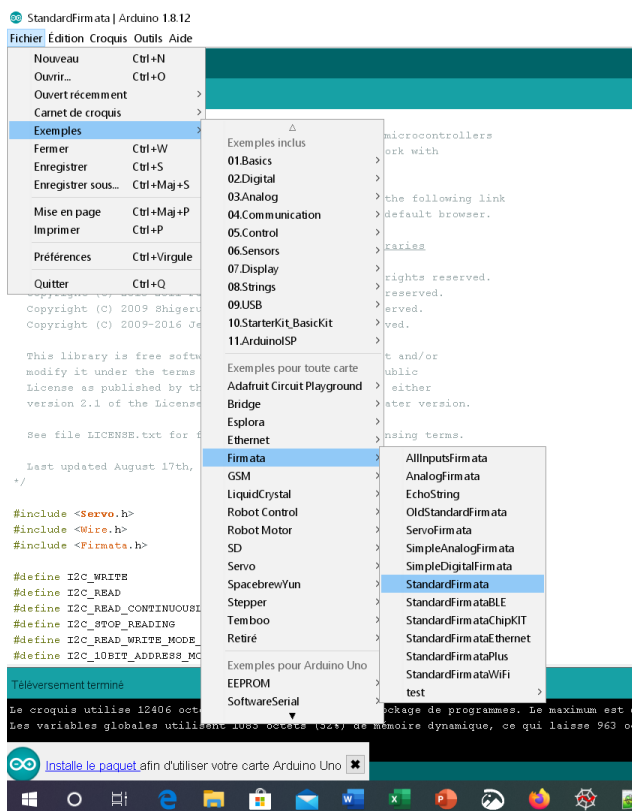 StandardFirmata | Arduino 1.8.12
Fichier Édition Croquis Outils Aide
Nouveau Ctrl+N
Ouvrir... Ctrl+O
Ouvert récemment
Carnet de croquis
Exemples
Fermer Ctrl+W
Enregistrer Ctrl+S
Enregistrer sous... Ctrl+Maj+S
Mise en page Ctrl+Maj+P
Imprimer Ctrl+P
Préférences Ctrl+Virgule
Quitter Ctrl+Q
Exemples inclus
01.Basics
02.Digital
03.Analog
04.Communication
05.Control
06.Sensors
07.Display
08.Strings
09.USB
10.StarterKit_BasicKit
11.ArduinoISP
Exemples pour toute carte
Adafruit Circuit Playground
Bridge
Esplora
Ethernet
Firmata
GSM
LiquidCrystal
Robot Control
Robot Motor
SD
Servo
SpacebrewYun
Stepper
Temboo
Retiré
Exemples pour Arduino Uno
EEPROM
SoftwareSerial
AllInputsFirmata
AnalogFirmata
EchoString
OldStandardFirmata
ServoFirmata
SimpleAnalogFirmata
SimpleDigitalFirmata
StandardFirmata
StandardFirmataBLE
StandardFirmataChipKIT
StandardFirmataEthernet
StandardFirmataPlus
StandardFirmataWiFi
test
microcontrollers
ork with
the following link
default browser.
raries
rights reserved.
reserved.
Copyright (C) 2009 Shigeru erved.
Copyright (C) 2009-2016 Je ved.
This library is free softw t and/or
modify it under the terms ublic
License as published by th either
version 2.1 of the License ater version.
See file LICENSE.txt for f nsing terms.
Last updated August 17th,
*/
#include <Servo.h>
#include <Wire.h>
#include <Firmata.h>
#define I2C_WRITE
#define I2C_READ
#define I2C_READ_CONTINUOUSL
#define I2C_STOP_READING
#define I2C_READ_WRITE_MODE_
#define I2C_10BIT_ADDRESS_MO
Téléversement terminé
Le croquis utilise 12406 octe ockage de programmes. Le maximum est
Les variables globales utilisent 1085 octets (52%) de mémoire dynamique, ce qui laisse 963 o
Installe le paquet afin d'utiliser votre carte Arduino Uno